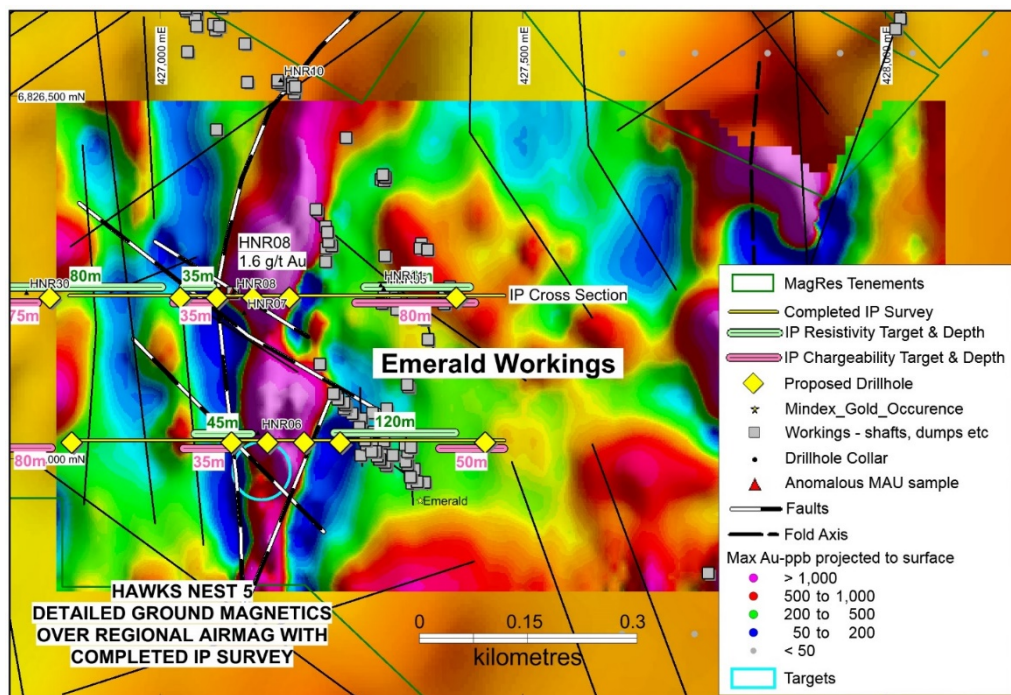 427,000 mE
427,500 mE
428,000 mE
HNR10
6,826,500 mN
HNR08
1.6 g/t Au
80m
35m
HNR30
HNR08
HNR11
IP Cross Section
75m
35m
HNR07
80m
Emerald Workings
45m
HNR06
120m
80m
000 mN
35m
50m
Emerald
HAWKS NEST 5
DETAILED GROUND MAGNETICS
OVER REGIONAL AIRMAG WITH
COMPLETED IP SURVEY
0 0.15 0.3
kilometres
MagRes Tenements
Completed IP Survey
IP Resistivity Target & Depth
IP Chargeability Target & Depth
Proposed Drillhole
Mindex_Gold_Occurence
Workings - shafts, dumps etc
Drillhole Collar
Anomalous MAU sample
Faults
Fold Axis
Max Au-ppb projected to surface
> 1,000
500 to 1,000
200 to 500
50 to 200
< 50
Targets